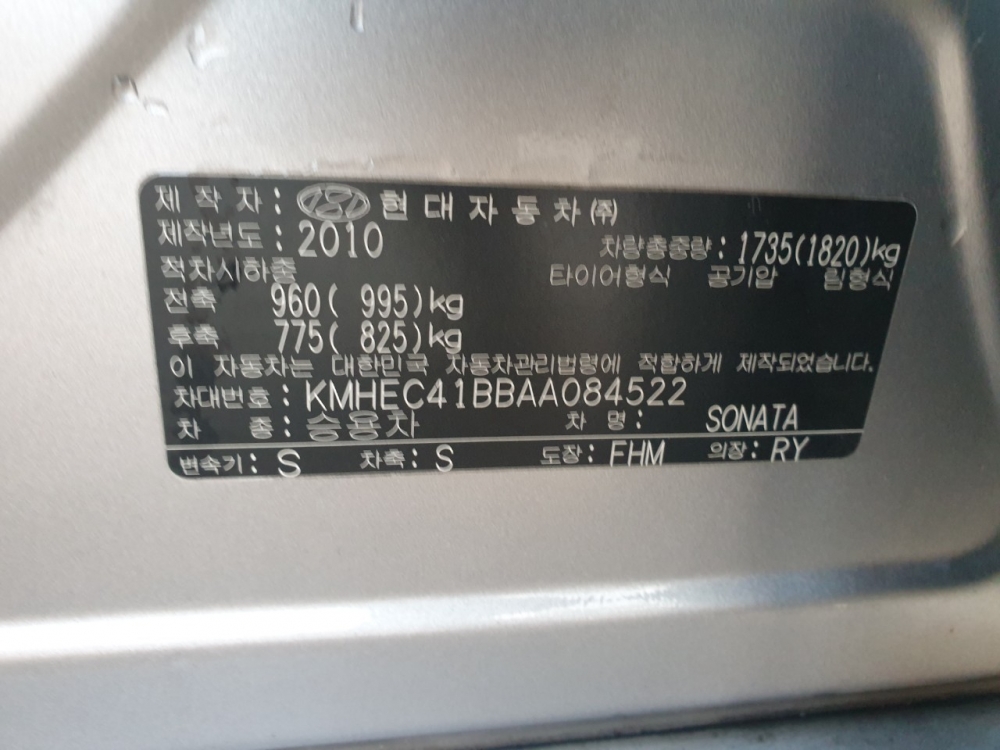 제 작 자 : 현대자동차㈜
제작년도 : 2010 차량총중량 : 1735(1820)kg
적차시하중 타이어형식 공기압 림형식
전축 960( 995)kg
후축 775( 825)kg
이 자동차는 대한민국 자동차관리법령에 적합하게 제작되었습니다.
차대번호 : KMHEC41BBAA084522
차 종 : 승용차 차 명 : SONATA
변속기 : S 차축 : S 도장 : FHM 의장 : RY